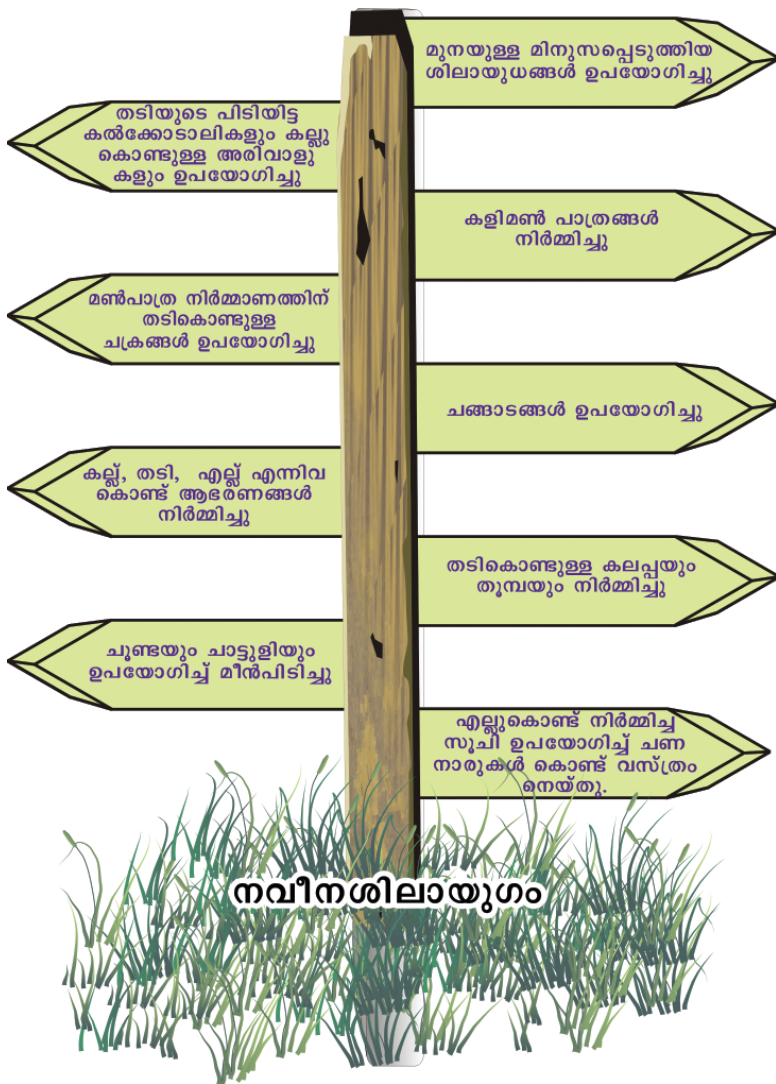 മുനയുള്ള മിനുസപ്പെടുത്തിയ
ശിലായുധങ്ങൾ ഉപയോഗിച്ചു
തടിയുടെ പിടിയിട്ട
കൽക്കോടാലികളും കല്ലു
കൊണ്ടുള്ള അരിവാളു
കളും ഉപയോഗിച്ചു
കളിമൺ പാത്രങ്ങൾ
നിർമ്മിച്ചു
മൺപാത്ര നിർമ്മാണത്തിന്
തടികൊണ്ടുള്ള
ചക്രങ്ങൾ ഉപയോഗിച്ചു
ചങ്ങാടങ്ങൾ ഉപയോഗിച്ചു
കല്ല്, തടി, എല്ല് എന്നിവ
കൊണ്ട് ആഭരണങ്ങൾ
നിർമ്മിച്ചു
തടികൊണ്ടുള്ള കലപ്പയും
തൂമ്പയും നിർമ്മിച്ചു
ചൂണ്ടയും ചാട്ടുളിയും
ഉപയോഗിച്ച് മീൻപിടിച്ചു
എല്ലുകൊണ്ട് നിർമ്മിച്ച
സൂചി ഉപയോഗിച്ച് ചണ
നാരുകൾ കൊണ്ട് വസ്ത്രം
നെയ്തു.
നവീനശിലായുഗം